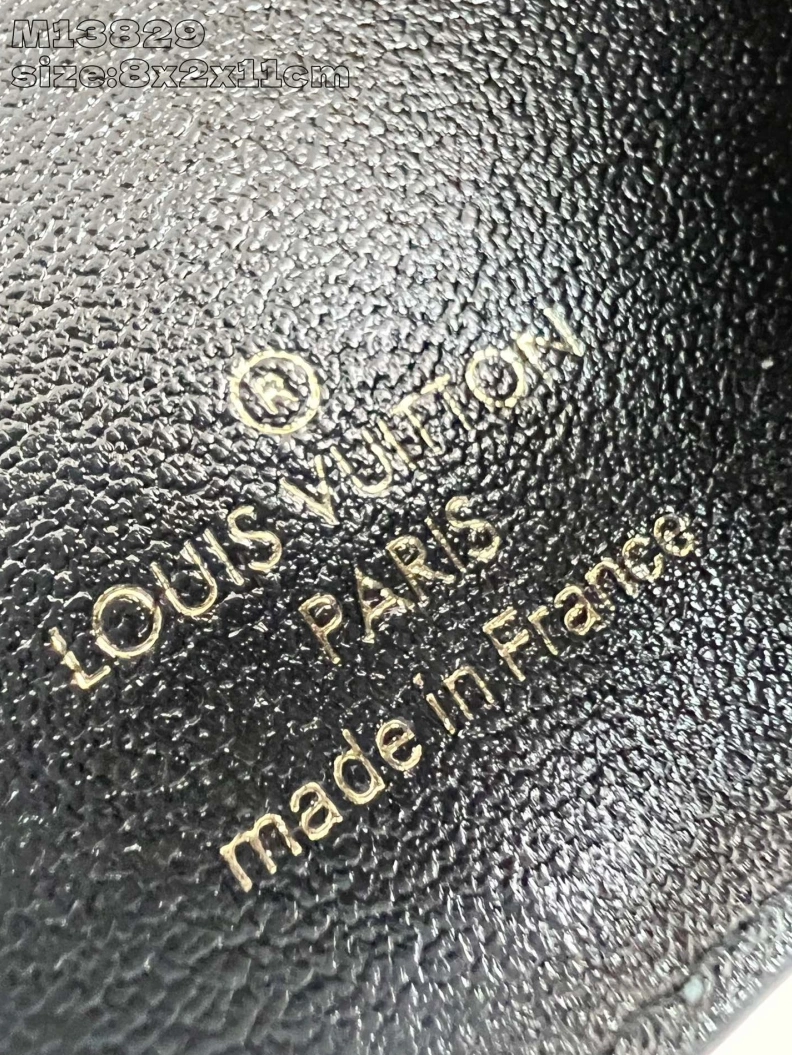 M13829
size:8x2x11cm
®
LOUIS VUITTON
PARIS
made in France